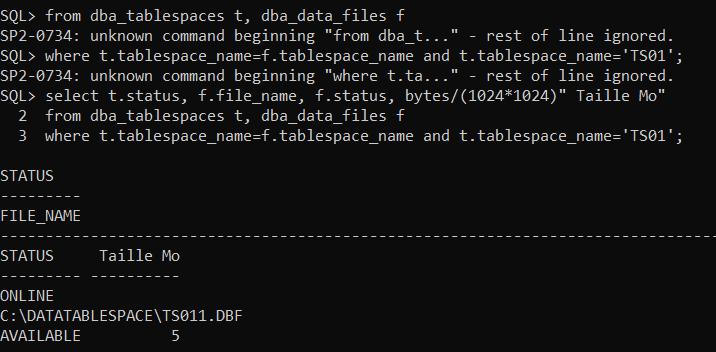 SQL> from dba_tablespaces t, dba_data_files f
SP2-0734: unknown command beginning "from dba_t..." - rest of line ignored.
SQL> where t.tablespace_name=f.tablespace_name and t.tablespace_name='TS01';
SP2-0734: unknown command beginning "where t.ta..." - rest of line ignored.
SQL> select t.status, f.file_name, f.status, bytes/(1024*1024)" Taille Mo"
  2  from dba_tablespaces t, dba_data_files f
  3  where t.tablespace_name=f.tablespace_name and t.tablespace_name='TS01';

STATUS
---------
FILE_NAME
--------------------------------------------------------------------------------
STATUS     Taille Mo
--------- ----------
ONLINE
C:\DATATABLESPACE\TS011.DBF
AVAILABLE          5